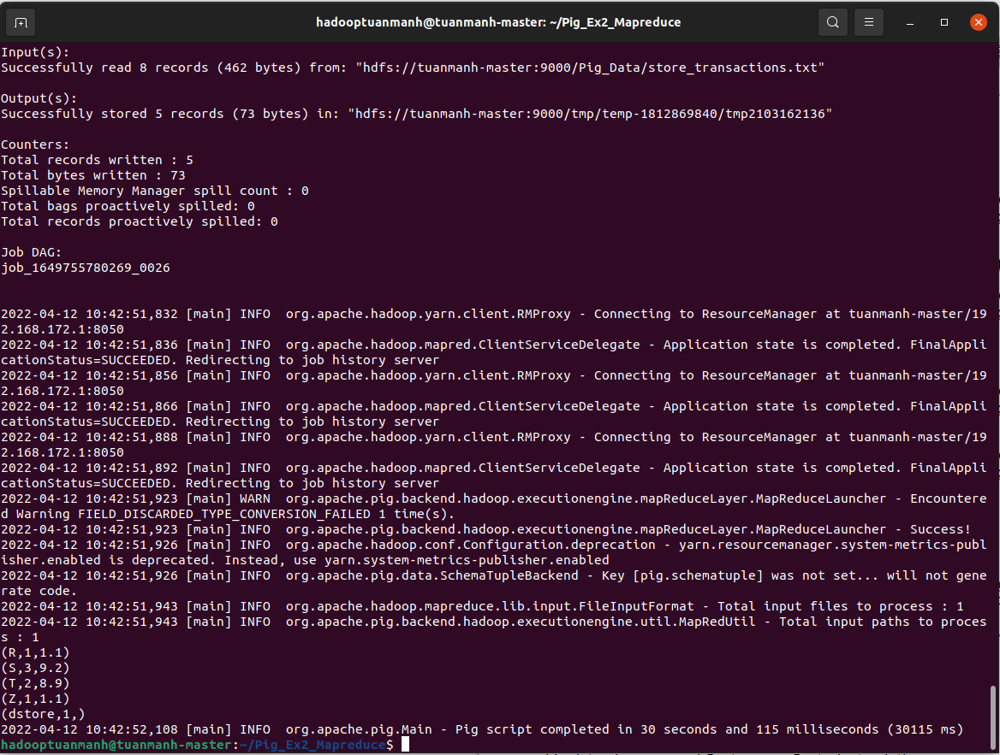 hadooptuanmanh@tuanmanh-master: ~/Pig_Ex2_Mapreduce
Input(s):
Successfully read 8 records (462 bytes) from: "hdfs://tuanmanh-master:9000/Pig_Data/store_transactions.txt"
Output(s):
Successfully stored 5 records (73 bytes) in: "hdfs://tuanmanh-master:9000/tmp/temp-1812869840/tmp2103162136"
Counters:
Total records written : 5
Total bytes written : 73
Spillable Memory Manager spill count : 0
Total bags proactively spilled: 0
Total records proactively spilled: 0
Job DAG:
job_1649755780269_0026
2022-04-12 10:42:51,832 [main] INFO  org.apache.hadoop.yarn.client.RMProxy - Connecting to ResourceManager at tuanmanh-master/19
2.168.172.1:8050
2022-04-12 10:42:51,836 [main] INFO  org.apache.hadoop.mapred.ClientServiceDelegate - Application state is completed. FinalAppli
cationStatus=SUCCEEDED. Redirecting to job history server
2022-04-12 10:42:51,856 [main] INFO  org.apache.hadoop.yarn.client.RMProxy - Connecting to ResourceManager at tuanmanh-master/19
2.168.172.1:8050
2022-04-12 10:42:51,866 [main] INFO  org.apache.hadoop.mapred.ClientServiceDelegate - Application state is completed. FinalAppli
cationStatus=SUCCEEDED. Redirecting to job history server
2022-04-12 10:42:51,888 [main] INFO  org.apache.hadoop.yarn.client.RMProxy - Connecting to ResourceManager at tuanmanh-master/19
2.168.172.1:8050
2022-04-12 10:42:51,892 [main] INFO  org.apache.hadoop.mapred.ClientServiceDelegate - Application state is completed. FinalAppli
cationStatus=SUCCEEDED. Redirecting to job history server
2022-04-12 10:42:51,923 [main] WARN  org.apache.pig.backend.hadoop.executionengine.mapReduceLayer.MapReduceLauncher - Encountere
d Warning FIELD_DISCARDED_TYPE_CONVERSION_FAILED 1 time(s).
2022-04-12 10:42:51,923 [main] INFO  org.apache.pig.backend.hadoop.executionengine.mapReduceLayer.MapReduceLauncher - Success!
2022-04-12 10:42:51,926 [main] INFO  org.apache.hadoop.conf.Configuration.deprecation - yarn.resourcemanager.system-metrics-publ
isher.enabled is deprecated. Instead, use yarn.system-metrics-publisher.enabled
2022-04-12 10:42:51,926 [main] INFO  org.apache.pig.data.SchemaTupleBackend - Key [pig.schematuple] was not set... will not gene
rate code.
2022-04-12 10:42:51,943 [main] INFO  org.apache.hadoop.mapreduce.lib.input.FileInputFormat - Total input files to process : 1
2022-04-12 10:42:51,943 [main] INFO  org.apache.pig.backend.hadoop.executionengine.util.MapRedUtil - Total input paths to proces
s : 1
(R,1,1.1)
(S,3,9.2)
(T,2,8.9)
(Z,1,1.1)
(dstore,1,)
2022-04-12 10:42:52,108 [main] INFO  org.apache.pig.Main - Pig script completed in 30 seconds and 115 milliseconds (30115 ms)
hadooptuanmanh@tuanmanh-master:~/Pig_Ex2_Mapreduce$